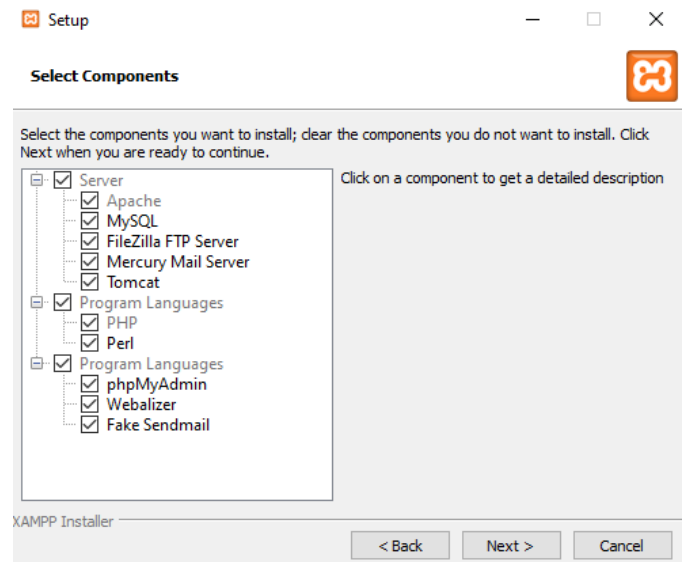 Setup
Select Components
Select the components you want to install; clear the components you do not want to install. Click
Next when you are ready to continue.
Server
Apache
MySQL
FileZilla FTP Server
Mercury Mail Server
Tomcat
Program Languages
PHP
Perl
Program Languages
phpMyAdmin
Webalizer
Fake Sendmail
Click on a component to get a detailed description
XAMPP Installer
< Back
Next >
Cancel